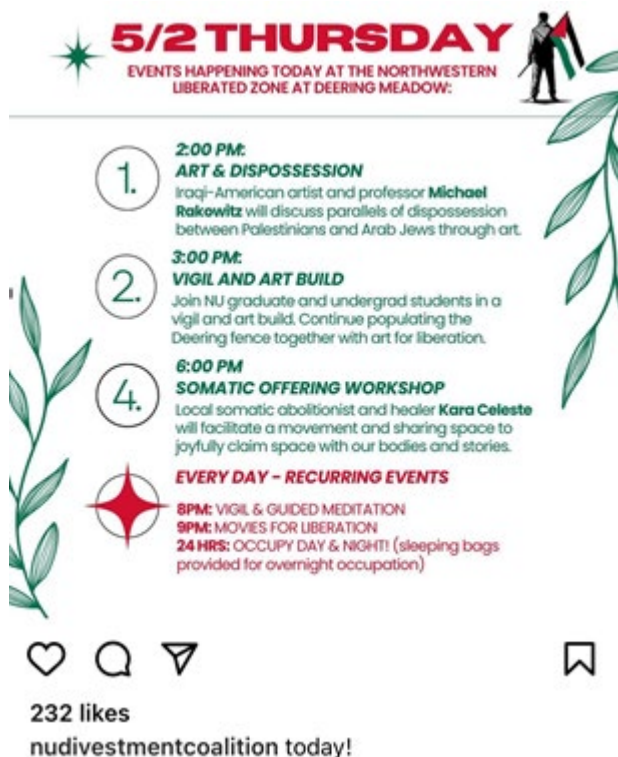 5/2 THURSDAY
EVENTS HAPPENING TODAY AT THE NORTHWESTERN
LIBERATED ZONE AT DEERING MEADOW:
1.
2:00 PM:
ART & DISPOSSESSION
Iraqi-American artist and professor Michael
Rakowitz will discuss parallels of dispossession
between Palestinians and Arab Jews through art.
2.
3:00 PM:
VIGIL AND ART BUILD
Join NU graduate and undergrad students in a
vigil and art build. Continue populating the
Deering fence together with art for liberation.
4.
6:00 PM
SOMATIC OFFERING WORKSHOP
Local somatic abolitionist and healer Kara Celeste
will facilitate a movement and sharing space to
joyfully claim space with our bodies and stories.
EVERY DAY - RECURRING EVENTS
8PM: VIGIL & GUIDED MEDITATION
9PM: MOVIES FOR LIBERATION
24 HRS: OCCUPY DAY & NIGHT! (sleeping bags
provided for overnight occupation)
232 likes
nudivestmentcoalition today!